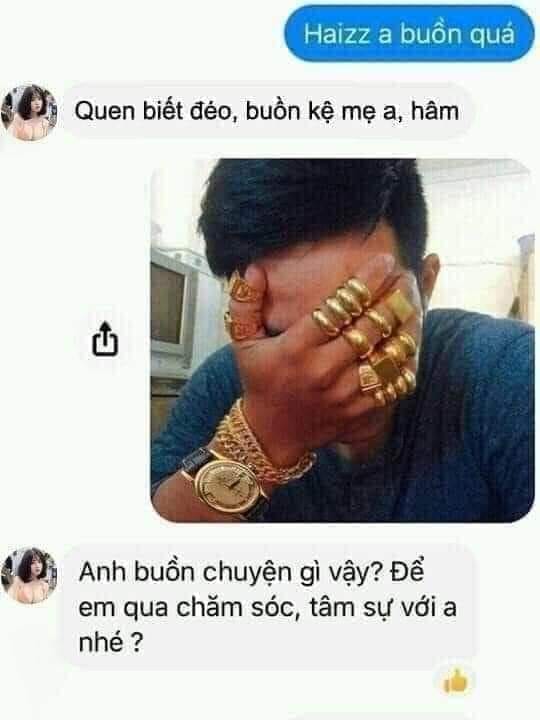 Haizz a buồn quá
Quen biết đéo, buồn kệ mẹ a, hâm
Anh buồn chuyện gì vậy? Để
em qua chăm sóc, tâm sự với a
nhé ?